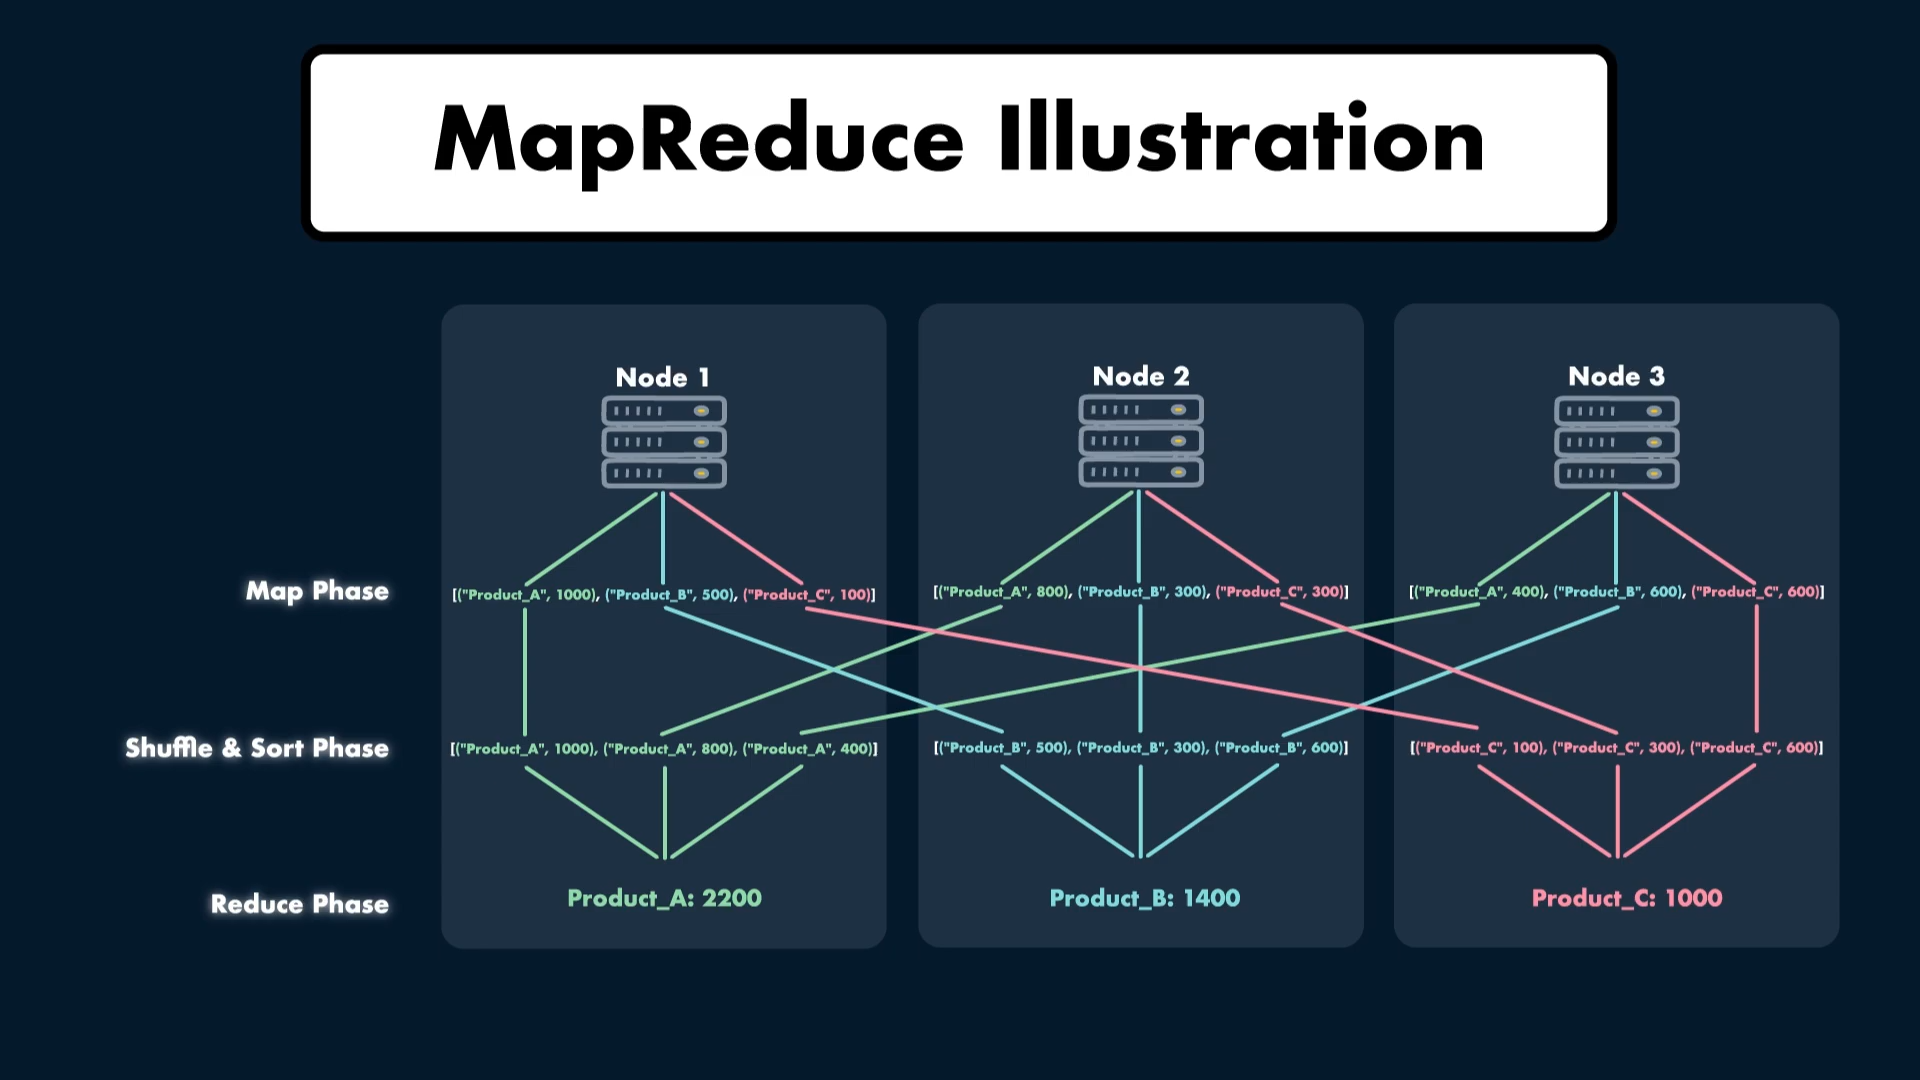 MapReduce Illustration
Node 1
Node 2
Node 3
Map Phase
[("Product_A", 1000), ("Product_B", 500), ("Product_C", 100)]
[("Product_A", 800), ("Product_B", 300), ("Product_C", 300)]
[("Product_A", 400), ("Product_B", 600), ("Product_C", 600)]
Shuffle & Sort Phase
[("Product_A", 1000), ("Product_A", 800), ("Product_A", 400)]
[("Product_B", 500), ("Product_B", 300), ("Product_B", 600)]
[("Product_C", 100), ("Product_C", 300), ("Product_C", 600)]
Reduce Phase
Product_A: 2200
Product_B: 1400
Product_C: 1000